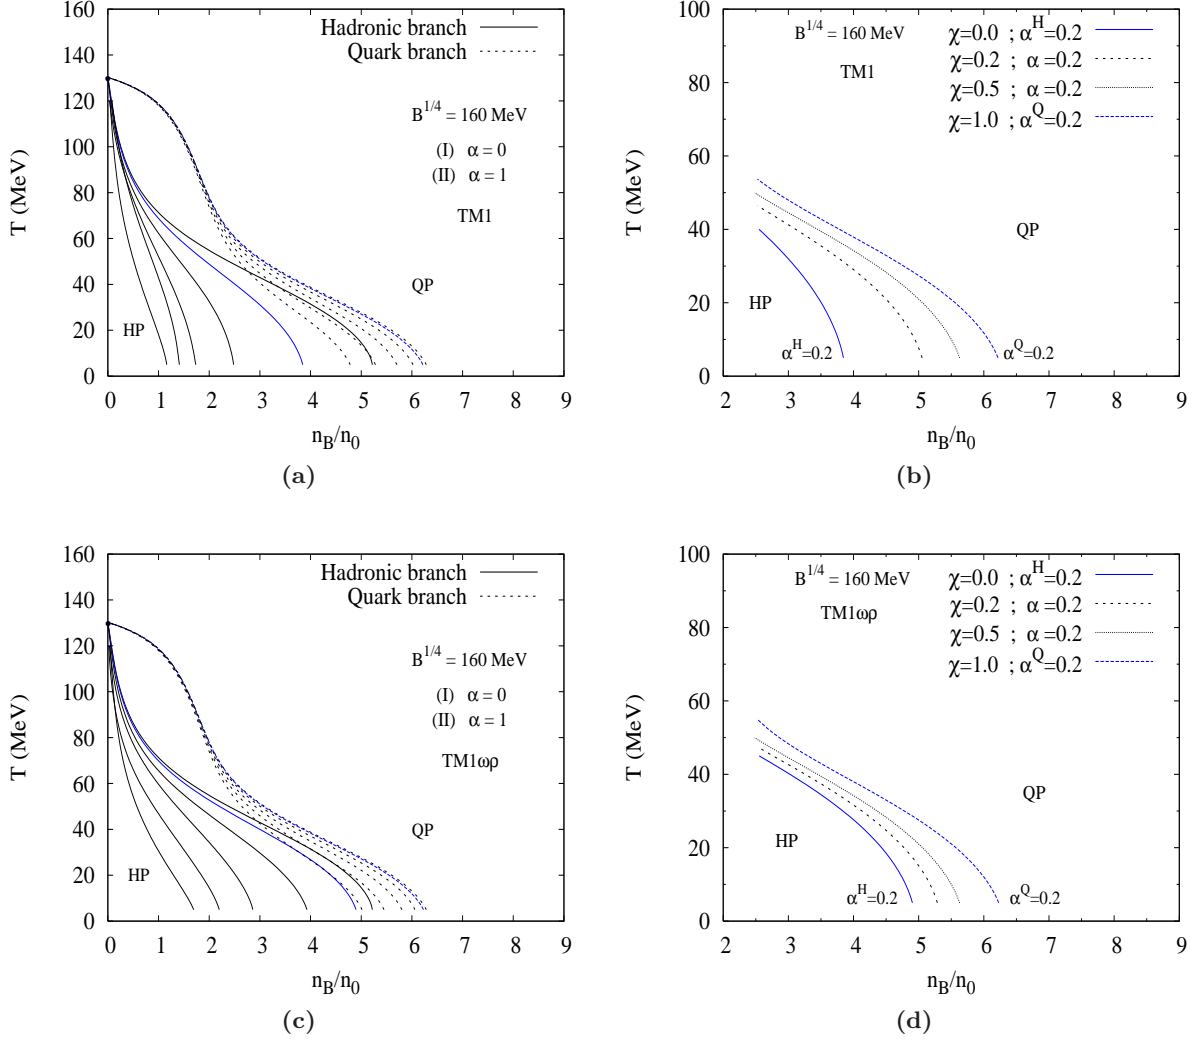 160
140
120
100
80
60
40
20
0
T (MeV)
Hadronic branch
Quark branch
B^{1/4} = 160 MeV
(I) α = 0
(II) α = 1
TM1
QP
HP
0 1 2 3 4 5 6 7 8 9
n_B/n_0
(a)
100
80
60
40
20
0
T (MeV)
B^{1/4} = 160 MeV
TM1
χ=0.0 ; α^H=0.2
χ=0.2 ; α=0.2
χ=0.5 ; α=0.2
χ=1.0 ; α^Q=0.2
QP
HP
α^H=0.2
α^Q=0.2
2 3 4 5 6 7 8 9
n_B/n_0
(b)
160
140
120
100
80
60
40
20
0
T (MeV)
Hadronic branch
Quark branch
B^{1/4} = 160 MeV
(I) α = 0
(II) α = 1
TM1ωρ
QP
HP
0 1 2 3 4 5 6 7 8 9
n_B/n_0
(c)
100
80
60
40
20
0
T (MeV)
B^{1/4} = 160 MeV
TM1ωρ
χ=0.0 ; α^H=0.2
χ=0.2 ; α=0.2
χ=0.5 ; α=0.2
χ=1.0 ; α^Q=0.2
QP
HP
α^H=0.2
α^Q=0.2
2 3 4 5 6 7 8 9
n_B/n_0
(d)